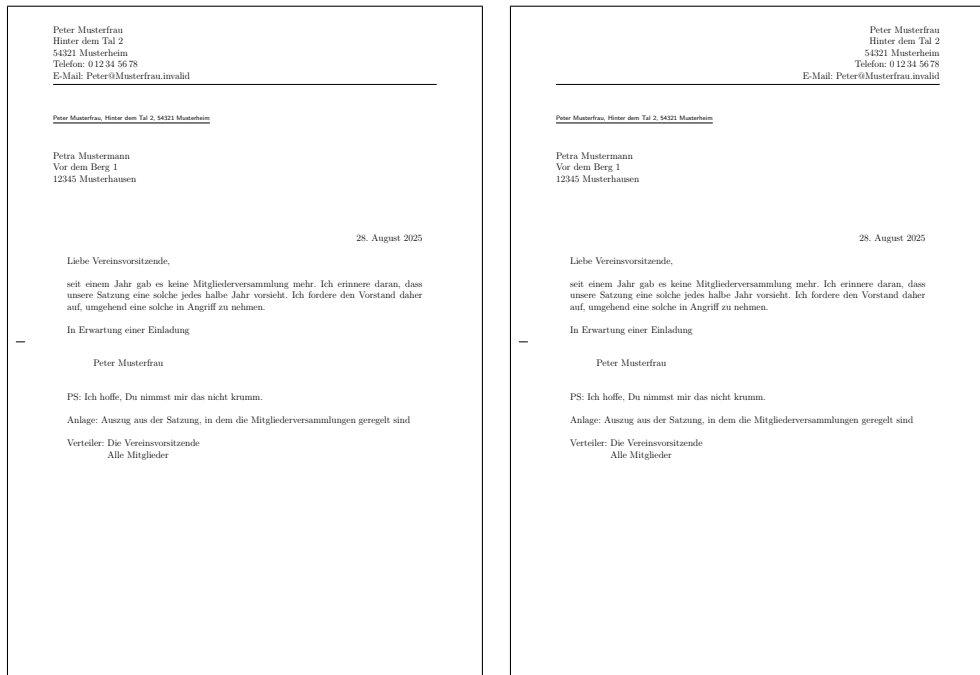 Peter Musterfrau
Hinter dem Tal 2
54321 Musterheim
Telefon: 0 12 34 56 78
E-Mail: Peter@Musterfrau.invalid
Peter Musterfrau, Hinter dem Tal 2, 54321 Musterheim
Petra Mustermann
Vor dem Berg 1
12345 Musterhausen
28. August 2025
Liebe Vereinsvorsitzende,
seit einem Jahr gab es keine Mitgliederversammlung mehr. Ich erinnere daran, dass
unsere Satzung eine solche jedes halbe Jahr vorsieht. Ich fordere den Vorstand daher
auf, umgehend eine solche in Angriff zu nehmen.
In Erwartung einer Einladung
Peter Musterfrau
PS: Ich hoffe, Du nimmst mir das nicht krumm.
Anlage: Auszug aus der Satzung, in dem die Mitgliederversammlungen geregelt sind
Verteiler: Die Vereinsvorsitzende
Alle Mitglieder
Peter Musterfrau
Hinter dem Tal 2
54321 Musterheim
Telefon: 0 12 34 56 78
E-Mail: Peter@Musterfrau.invalid
Peter Musterfrau, Hinter dem Tal 2, 54321 Musterheim
Petra Mustermann
Vor dem Berg 1
12345 Musterhausen
28. August 2025
Liebe Vereinsvorsitzende,
seit einem Jahr gab es keine Mitgliederversammlung mehr. Ich erinnere daran, dass
unsere Satzung eine solche jedes halbe Jahr vorsieht. Ich fordere den Vorstand daher
auf, umgehend eine solche in Angriff zu nehmen.
In Erwartung einer Einladung
Peter Musterfrau
PS: Ich hoffe, Du nimmst mir das nicht krumm.
Anlage: Auszug aus der Satzung, in dem die Mitgliederversammlungen geregelt sind
Verteiler: Die Vereinsvorsitzende
Alle Mitglieder